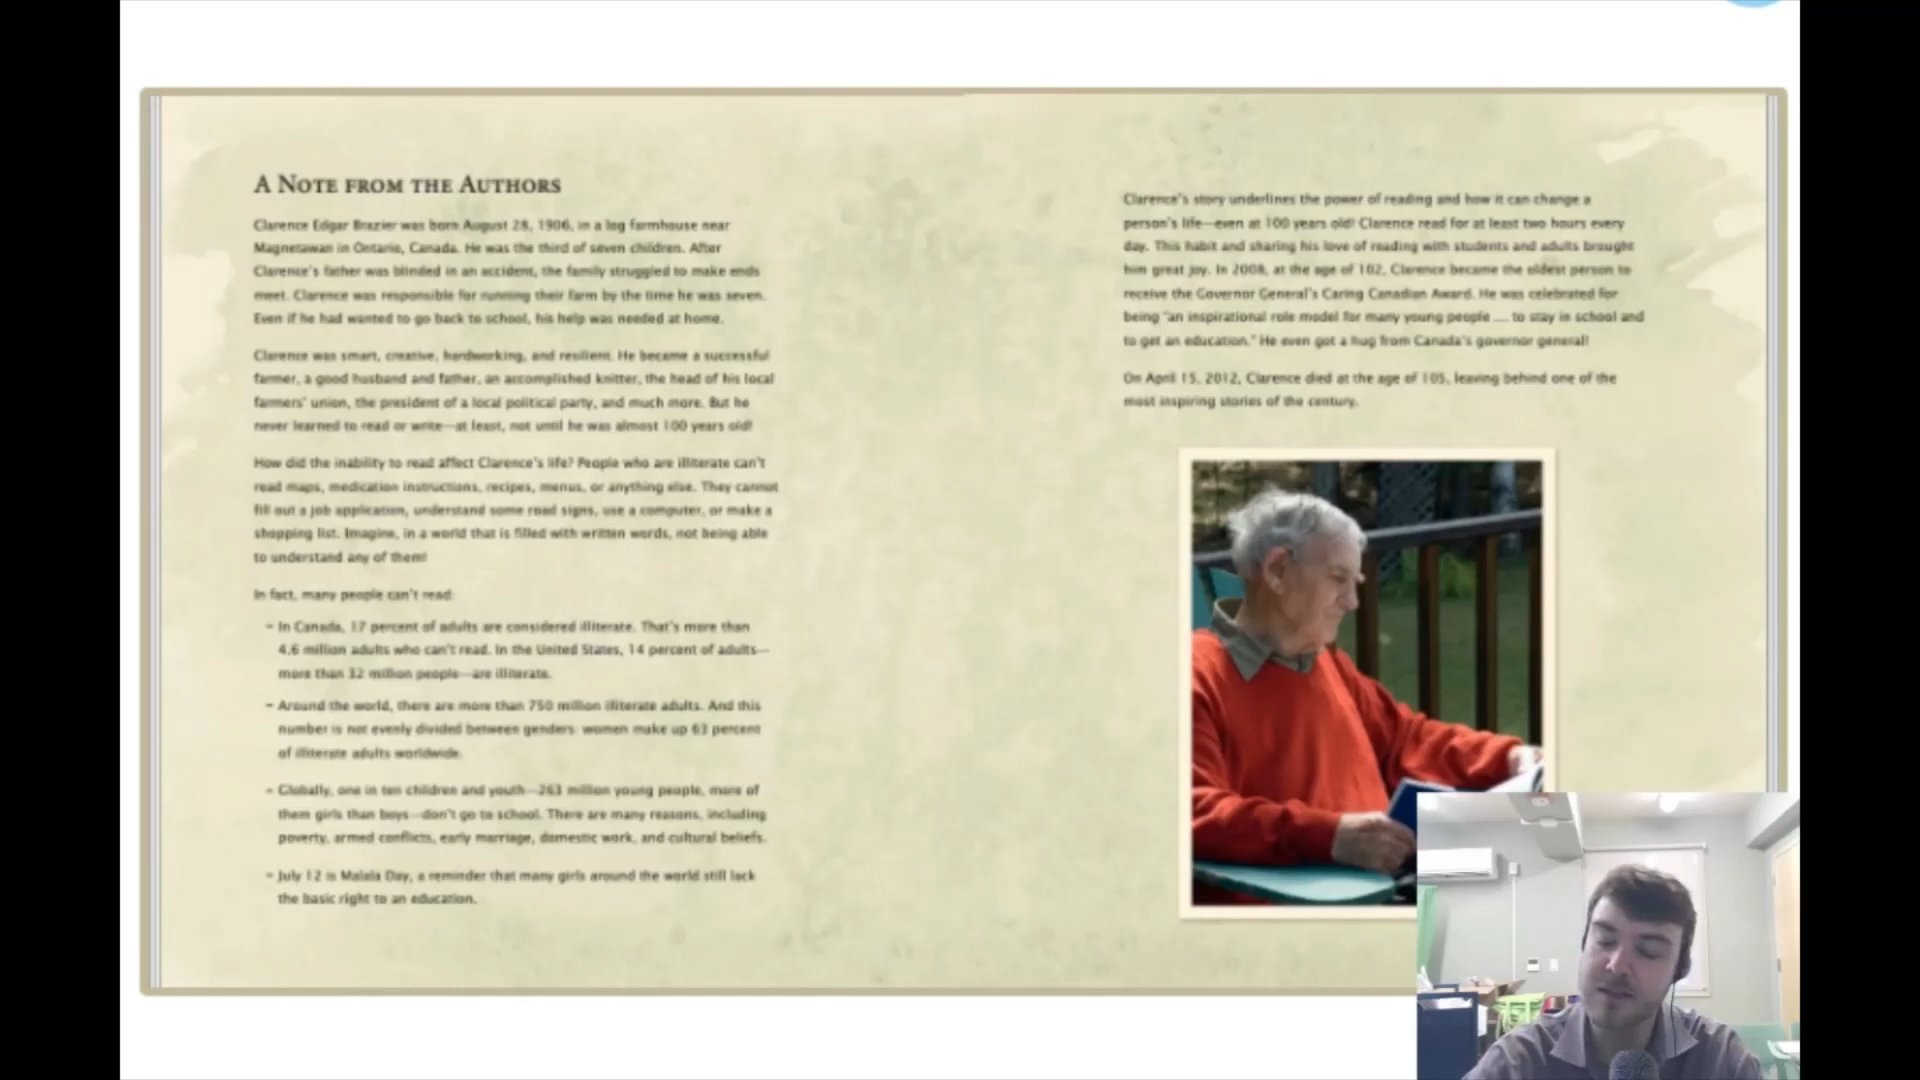 A Note from the Authors
Clarence Edgar Brazier was born August 28, 1906, in a log farmhouse near
Magnetawan in Ontario, Canada. He was the third of seven children. After
Clarence's father was blinded in an accident, the family struggled to make ends
meet. Clarence was responsible for running their farm by the time he was seven.
Even if he had wanted to go back to school, his help was needed at home.
Clarence was smart, creative, hardworking, and resilient. He became a successful
farmer, a good husband and father, an accomplished knitter, the head of his local
farmers' union, the president of a local political party, and much more. But he
never learned to read or write—at least, not until he was almost 100 years old!
How did the inability to read affect Clarence's life? People who are illiterate can't
read maps, medication instructions, recipes, menus, or anything else. They cannot
fill out a job application, understand some road signs, use a computer, or make a
shopping list. Imagine, in a world that is filled with written words, not being able
to understand any of them!
In fact, many people can't read:
– In Canada, 17 percent of adults are considered illiterate. That's more than
4.6 million adults who can't read. In the United States, 14 percent of adults—
more than 32 million people—are illiterate.
– Around the world, there are more than 750 million illiterate adults. And this
number is not evenly divided between genders: women make up 63 percent
of illiterate adults worldwide.
– Globally, one in ten children and youth—263 million young people, more of
them girls than boys—don't go to school. There are many reasons, including
poverty, armed conflicts, early marriage, domestic work, and cultural beliefs.
– July 12 is Malala Day, a reminder that many girls around the world still lack
the basic right to an education.
Clarence's story underlines the power of reading and how it can change a
person's life—even at 100 years old! Clarence read for at least two hours every
day. This habit and sharing his love of reading with students and adults brought
him great joy. In 2008, at the age of 102, Clarence became the oldest person to
receive the Governor General's Caring Canadian Award. He was celebrated for
being "an inspirational role model for many young people ... to stay in school and
to get an education." He even got a hug from Canada's governor general!
On April 15, 2012, Clarence died at the age of 105, leaving behind one of the
most inspiring stories of the century.